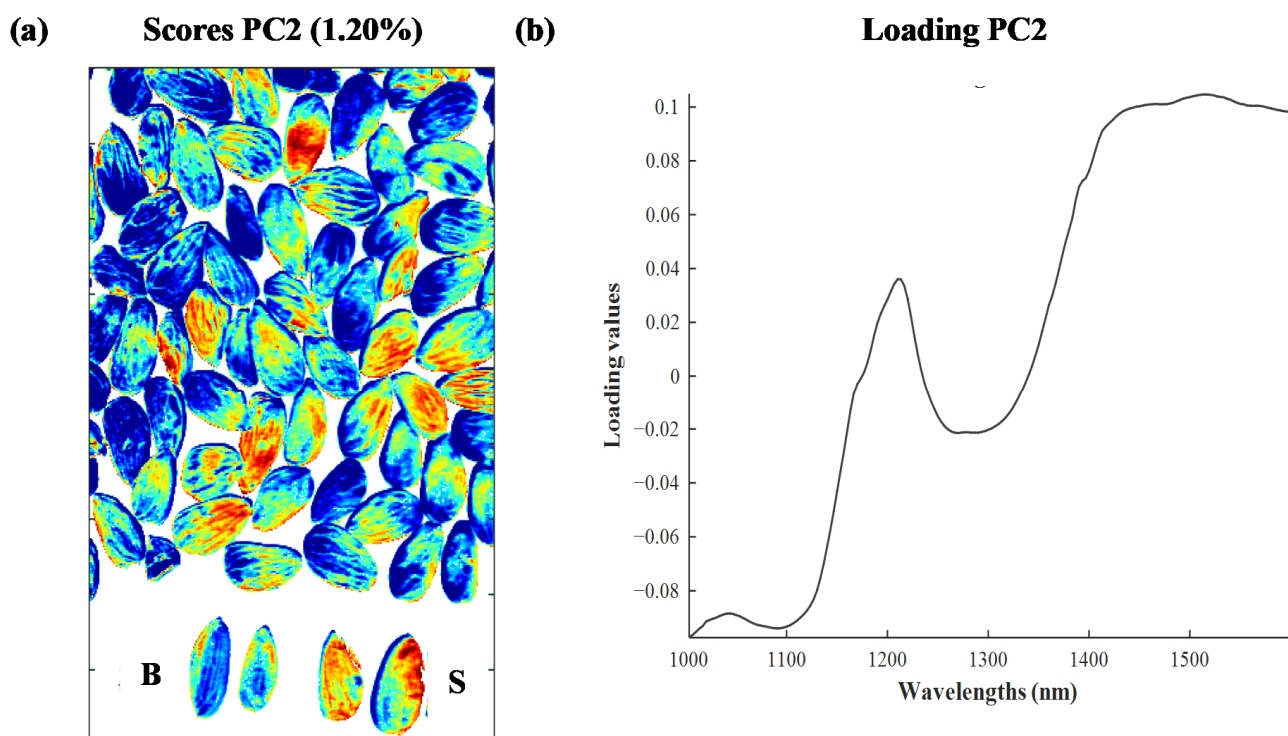 (a) Scores PC2 (1.20%)
B
S
(b) Loading PC2
0.1
0.08
0.06
0.04
0.02
0
−0.02
−0.04
−0.06
−0.08
Loading values
1000 1100 1200 1300 1400 1500
Wavelengths (nm)